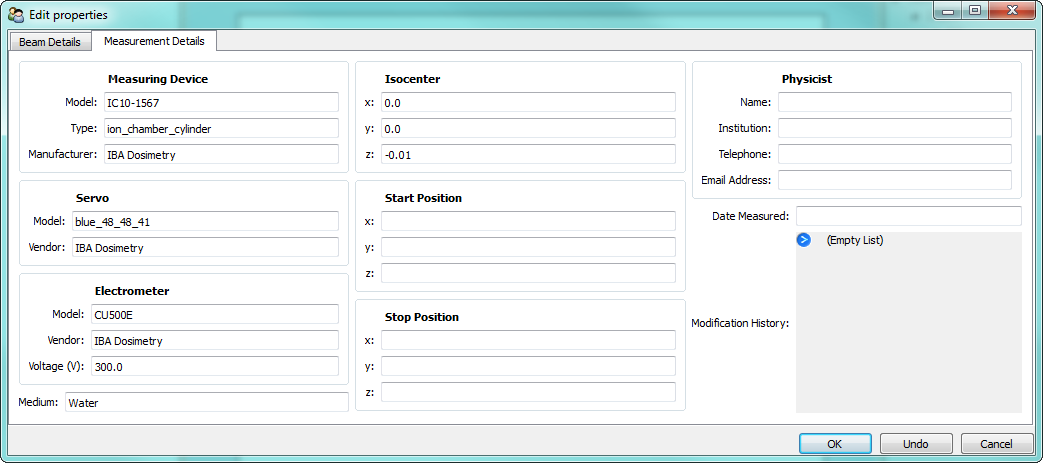 Edit properties
Beam Details
Measurement Details
Measuring Device
Model: IC10-1567
Type: ion_chamber_cylinder
Manufacturer: IBA Dosimetry
Servo
Model: blue_48_48_41
Vendor: IBA Dosimetry
Electrometer
Model: CU500E
Vendor: IBA Dosimetry
Voltage (V): 300.0
Medium: Water
Isocenter
x: 0.0
y: 0.0
z: -0.01
Start Position
x:
y:
z:
Stop Position
x:
y:
z:
Physicist
Name:
Institution:
Telephone:
Email Address:
Date Measured:
(Empty List)
Modification History:
OK
Undo
Cancel